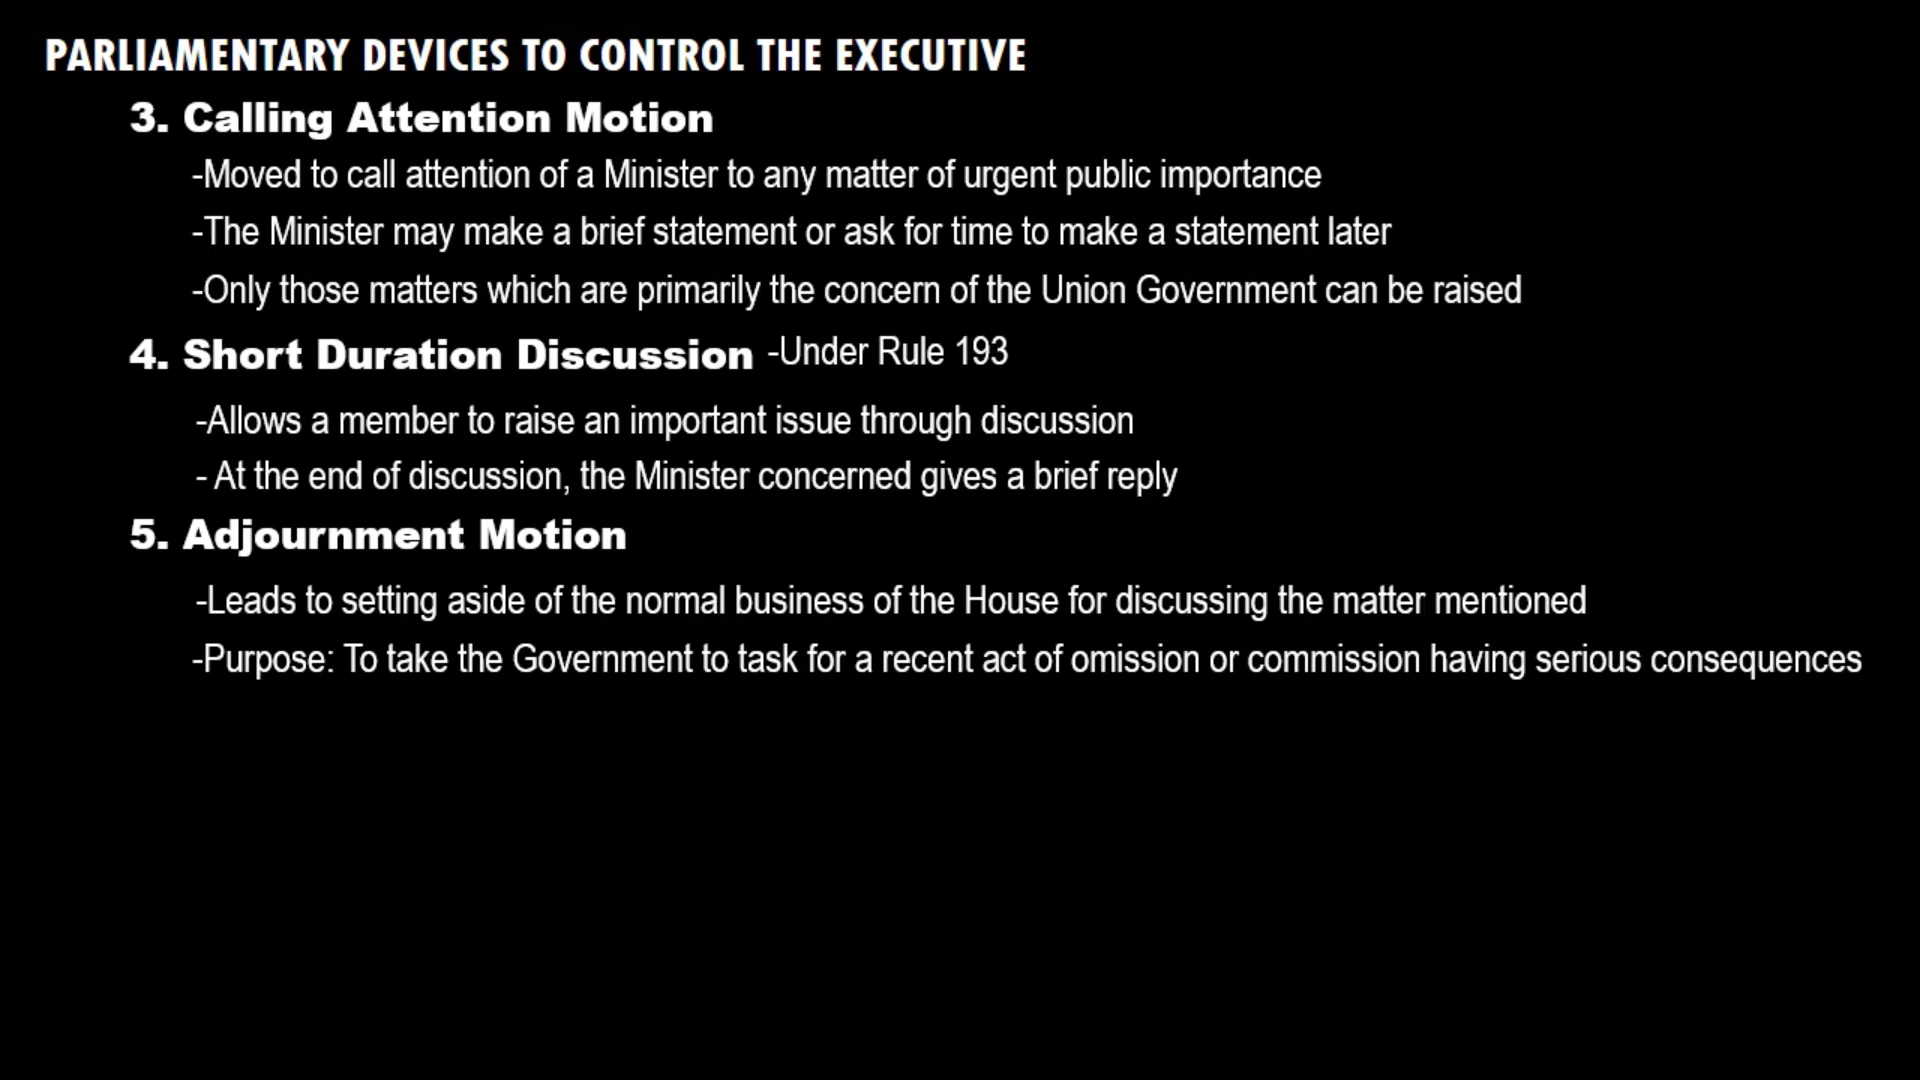 PARLIAMENTARY DEVICES TO CONTROL THE EXECUTIVE
3. Calling Attention Motion
-Moved to call attention of a Minister to any matter of urgent public importance
-The Minister may make a brief statement or ask for time to make a statement later
-Only those matters which are primarily the concern of the Union Government can be raised
4. Short Duration Discussion -Under Rule 193
-Allows a member to raise an important issue through discussion
- At the end of discussion, the Minister concerned gives a brief reply
5. Adjournment Motion
-Leads to setting aside of the normal business of the House for discussing the matter mentioned
-Purpose: To take the Government to task for a recent act of omission or commission having serious consequences